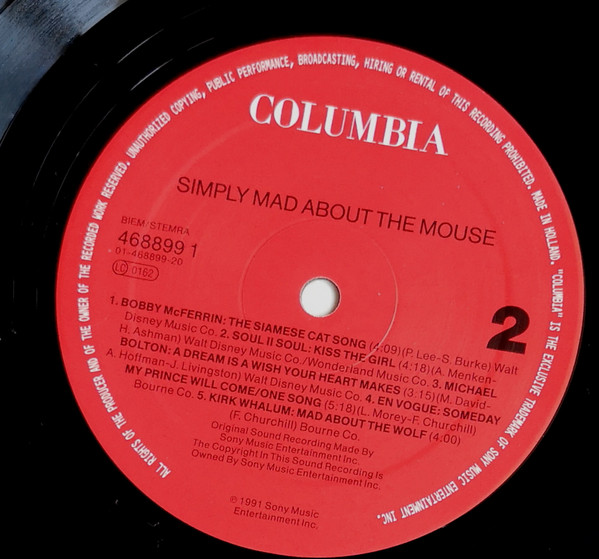 COLUMBIA
SIMPLY MAD ABOUT THE MOUSE
BIEM/STEMRA
468899 1
01-468899-20
LC 0162
2
1. BOBBY McFERRIN: THE SIAMESE CAT SONG (4:09)(P. Lee-S. Burke) Walt
Disney Music Co. 2. SOUL II SOUL: KISS THE GIRL (4:18)(A. Menken-
H. Ashman) Walt Disney Music Co./Wonderland Music Co. 3. MICHAEL
BOLTON: A DREAM IS A WISH YOUR HEART MAKES (3:15)(M. David-
A. Hoffman-J. Livingston) Walt Disney Music Co. 4. EN VOGUE: SOMEDAY
MY PRINCE WILL COME/ONE SONG (5:18)(L. Morey-F. Churchill)
Bourne Co. 5. KIRK WHALUM: MAD ABOUT THE WOLF (4:00)
(F. Churchill) Bourne Co.
Original Sound Recording Made By
Sony Music Entertainment Inc.
The Copyright In This Sound Recording Is
Owned By Sony Music Entertainment Inc.
℗ 1991 Sony Music
Entertainment Inc.
ALL RIGHTS OF THE PRODUCER AND OF THE OWNER OF THE RECORDED WORK RESERVED. UNAUTHORIIZED COPYING, PUBLIC PERFORMANCE, BROADCASTING, HIRING OR RENTAL OF THIS RECORDING PROHIBITED. MADE IN HOLLAND. "COLUMBIA" IS THE EXCLUSIVE TRADEMARK OF SONY MUSIC ENTERTAINMENT INC.